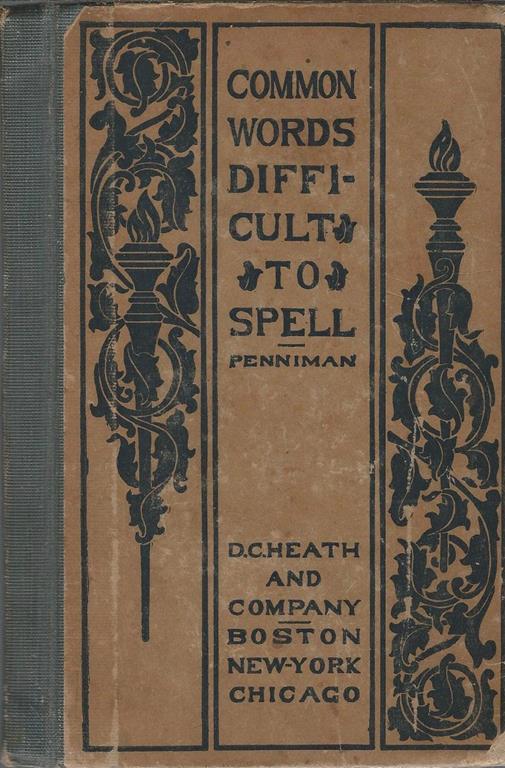 COMMON
WORDS
DIFFI-
CULT
TO
SPELL
PENNIMAN
D.C.HEATH
AND
COMPANY
BOSTON
NEW-YORK
CHICAGO